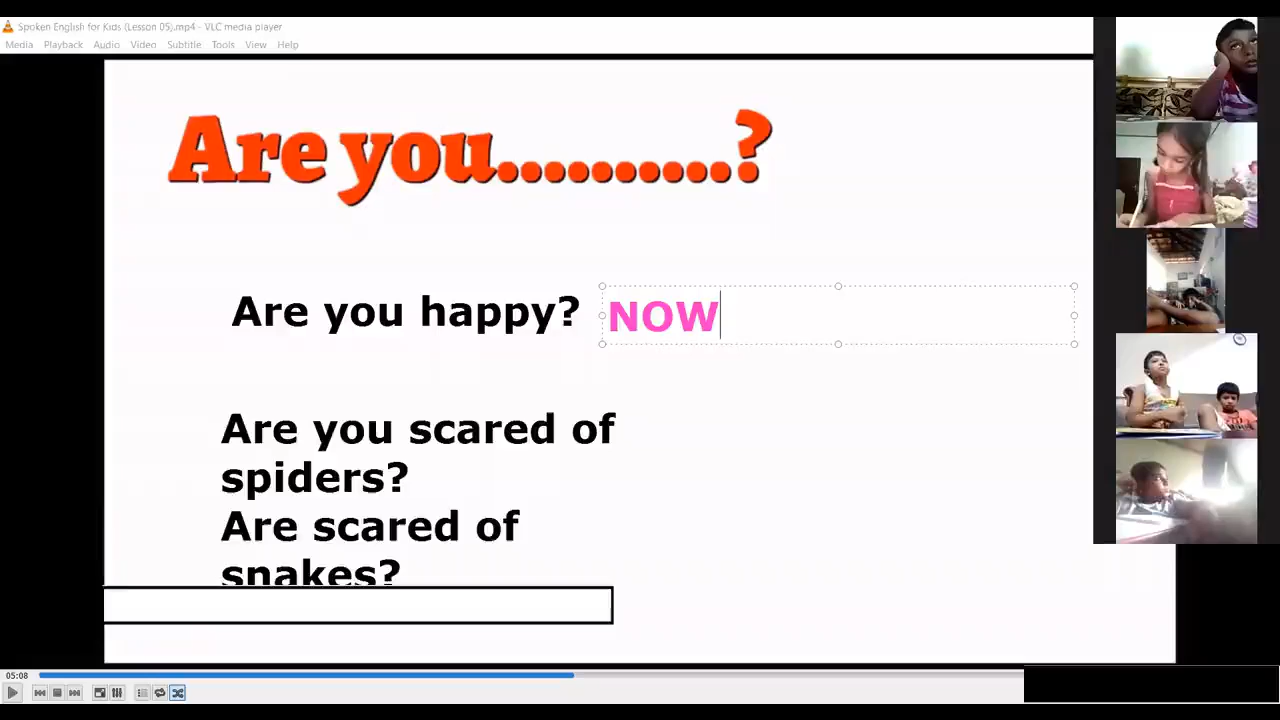 Spoken English for Kids (Lesson 05).mp4 - VLC media player
Media Playback Audio Video Subtitle Tools View Help
Are you..........?
Are you happy? NOW
Are you scared of
spiders?
Are scared of
snakes?
05:08